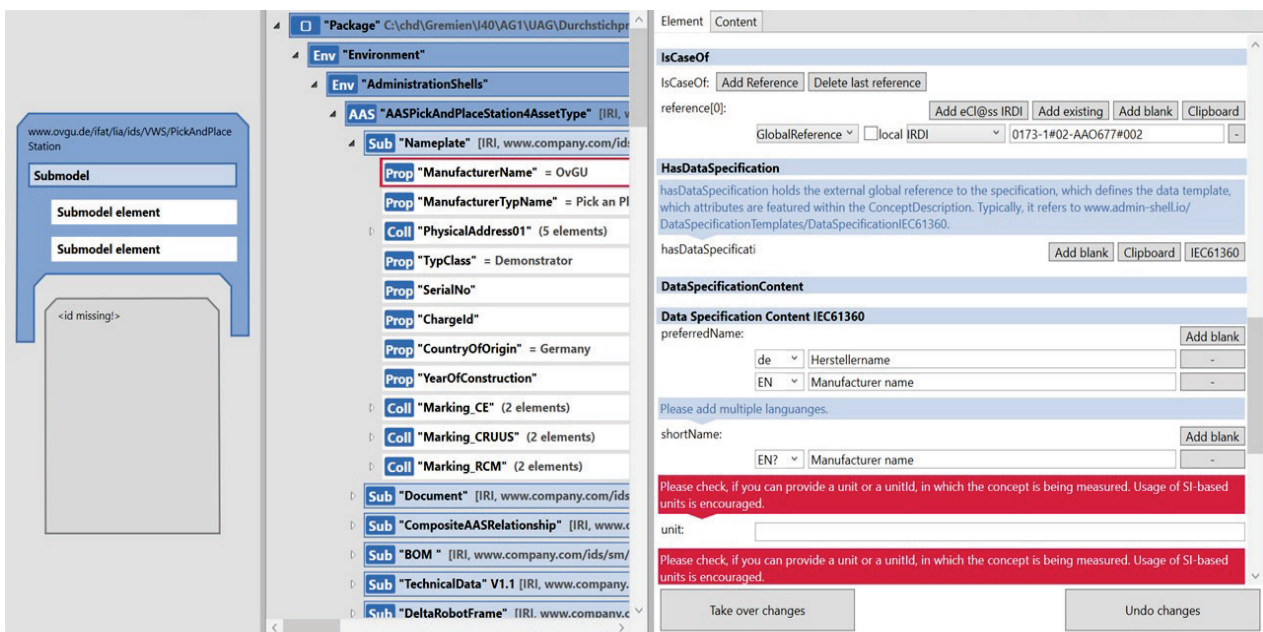 www.ovgu.de/ifat/lia/ids/VWS/PickAndPlace
Station
Submodel
Submodel element
Submodel element
<id missing!>
"Package" C:\chd\Gremien\I40\AG1\UAG\Durchstichpr
Env "Environment"
Env "AdministrationShells"
AAS "AASPickAndPlaceStation4AssetType" [IRI,
Sub "Nameplate" [IRI, www.company.com/ids
Prop "ManufacturerName" = OvGU
Prop "ManufacturerTypName" = Pick an Pl
Coll "PhysicalAddress01" (5 elements)
Prop "TypClass" = Demonstrator
Prop "SerialNo"
Prop "ChargeId"
Prop "CountryOfOrigin" = Germany
Prop "YearOfConstruction"
Coll "Marking_CE" (2 elements)
Coll "Marking_CRUUS" (2 elements)
Coll "Marking_RCM" (2 elements)
Sub "Document" [IRI, www.company.com/ids
Sub "CompositeAASRelationship" [IRI, www.c
Sub "BOM " [IRI, www.company.com/ids/sm/
Sub "TechnicalData" V1.1 [IRI, www.company.
Sub "DeltaRobotFrame" [IRI, www.company.c
Element Content
IsCaseOf
IsCaseOf: Add Reference Delete last reference
reference[0]: Add eCl@ss IRDI Add existing Add blank Clipboard
GlobalReference local IRDI 0173-1#02-AAO677#002 -
HasDataSpecification
hasDataSpecification holds the external global reference to the specification, which defines the data template,
which attributes are featured within the ConceptDescription. Typically, it refers to www.admin-shell.io/
DataSpecificationTemplates/DataSpecificationIEC61360.
hasDataSpecificati Add blank Clipboard IEC61360
DataSpecificationContent
Data Specification Content IEC61360
preferredName: Add blank
de Herstellername -
EN Manufacturer name -
Please add multiple languanges.
shortName: Add blank
EN? Manufacturer name -
Please check, if you can provide a unit or a unitId, in which the concept is being measured. Usage of SI-based
units is encouraged.
unit:
Please check, if you can provide a unit or a unitId, in which the concept is being measured. Usage of SI-based
units is encouraged.
Take over changes Undo changes